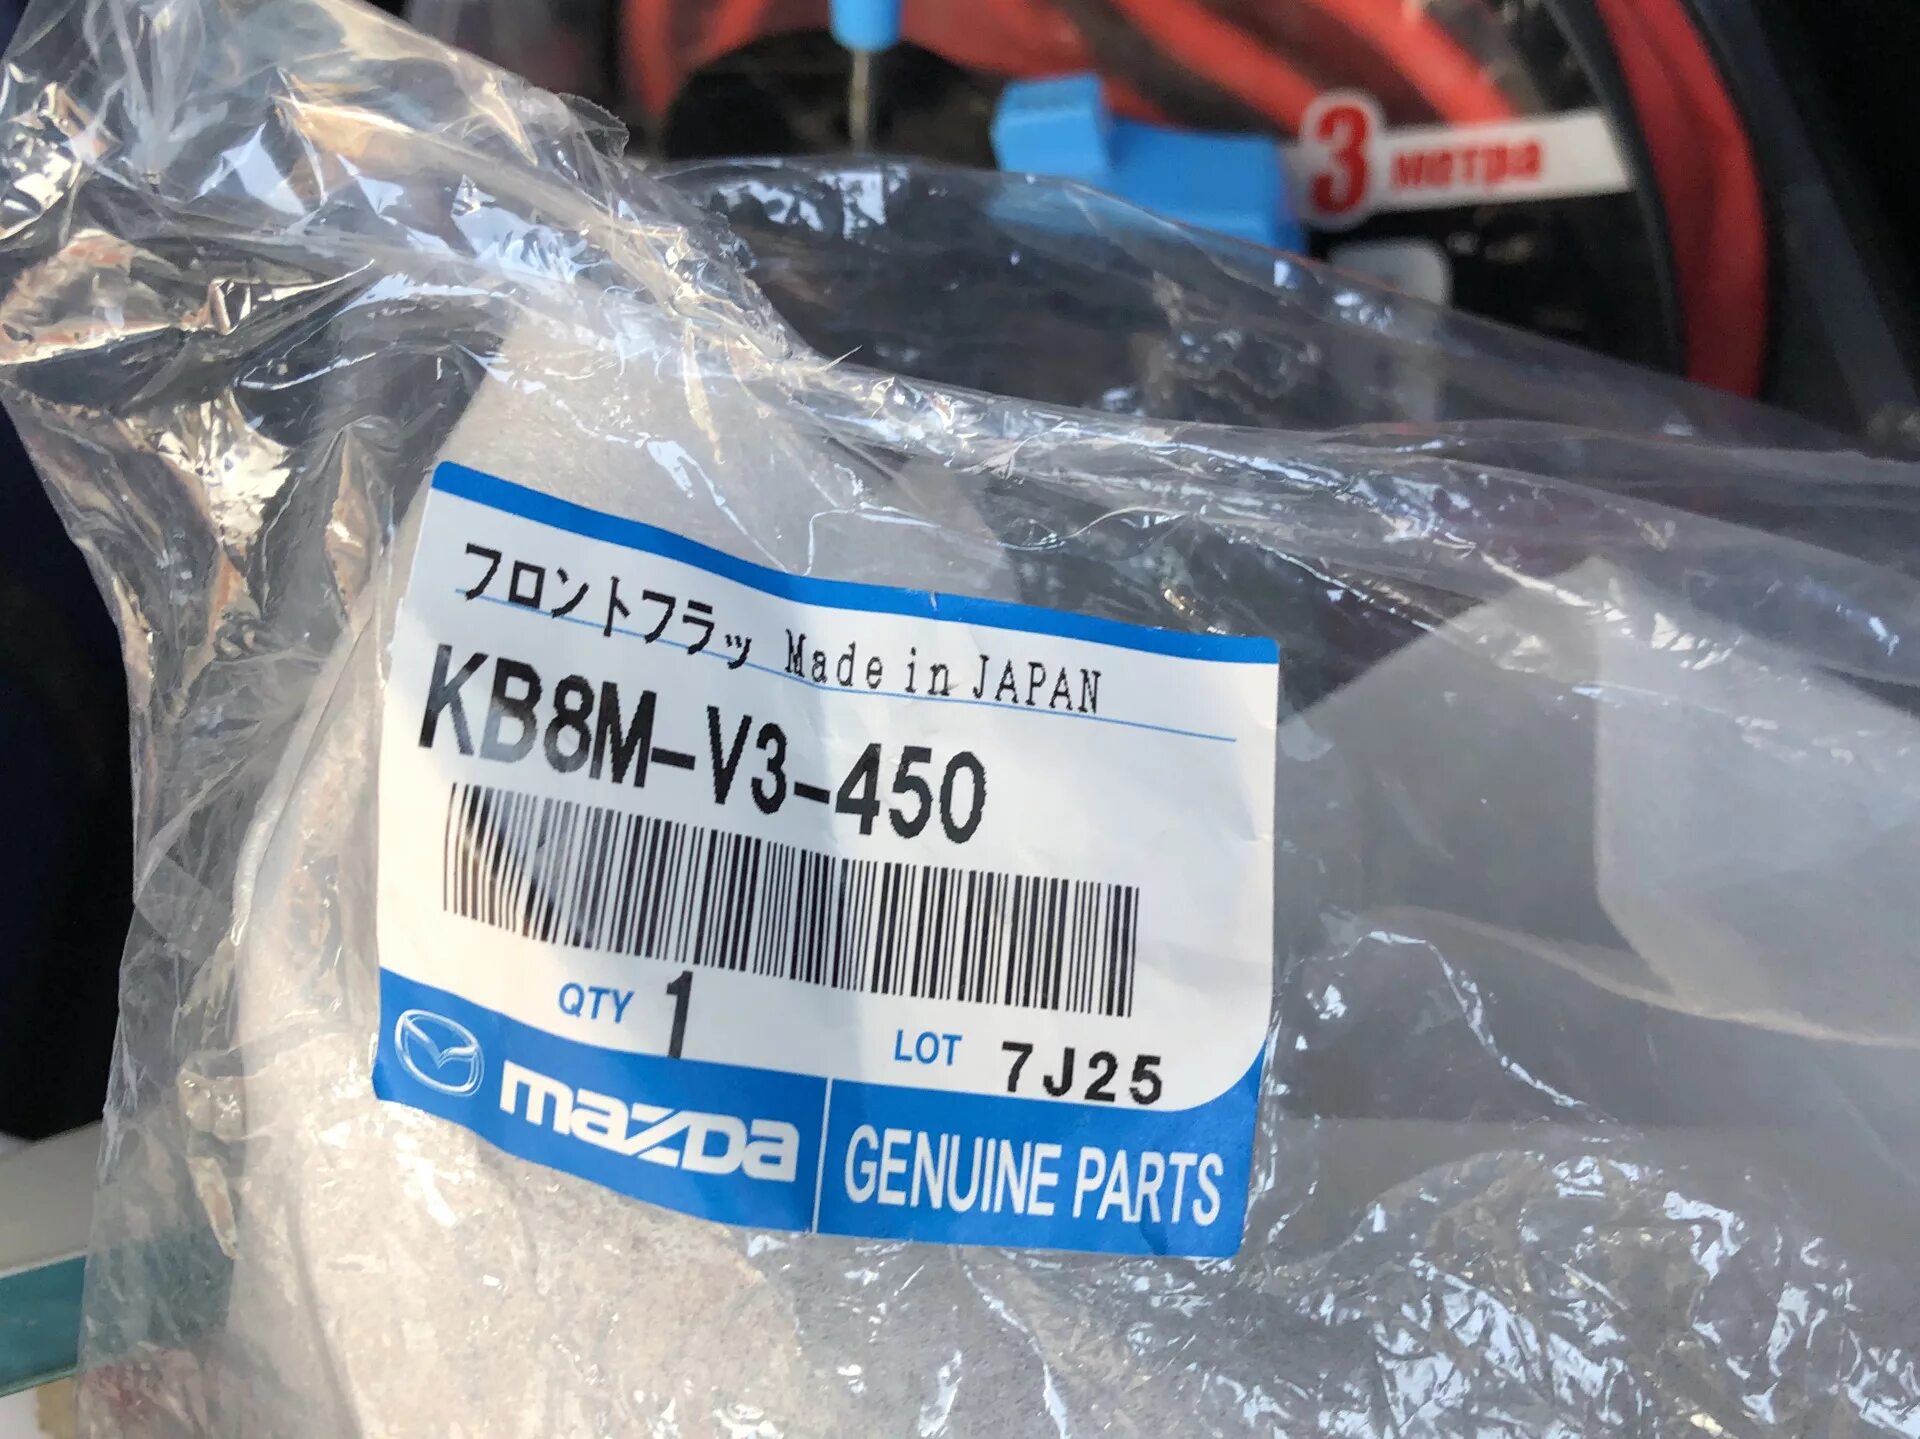 3 метра
フロントフラッ Made in JAPAN
KB8M-V3-450
QTY 1
LOT 7J25
mazda GENUINE PARTS